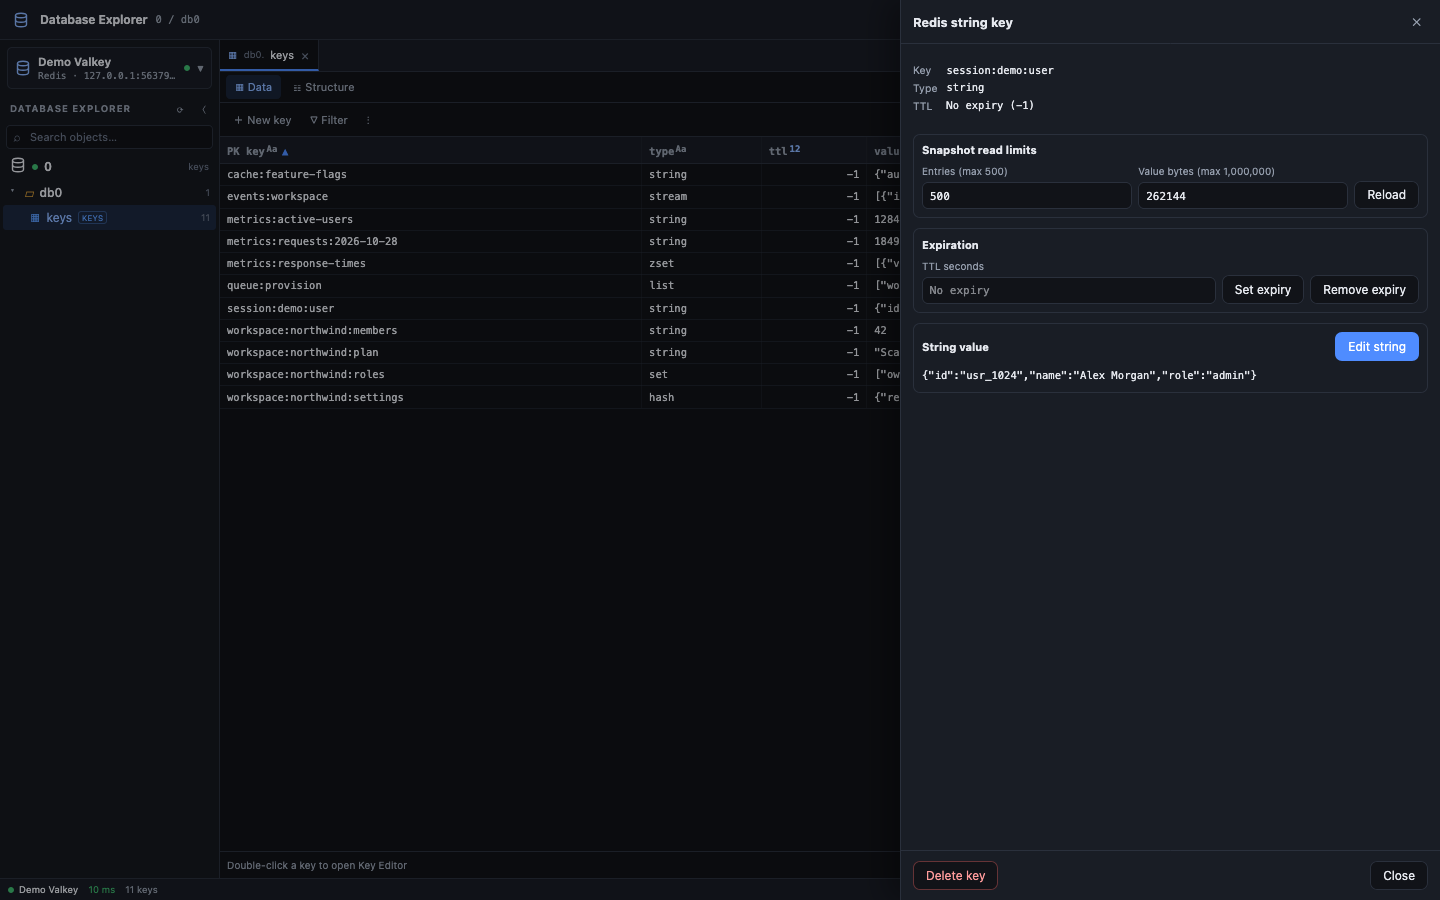 Database Explorer 0 / db0
Demo Valkey
Redis · 127.0.0.1:56379…
DATABASE EXPLORER
Search objects…
0 keys
db0 1
keys KEYS 11
db0. keys ×
Data Structure
+ New key Filter
PK key Aa ▲ type Aa ttl 12 valu
cache:feature-flags string −1 {"au
events:workspace stream −1 [{"i
metrics:active-users string −1 1284
metrics:requests:2026-10-28 string −1 1849
metrics:response-times zset −1 [{"v
queue:provision list −1 ["wo
session:demo:user string −1 {"id
workspace:northwind:members string −1 42
workspace:northwind:plan string −1 "Sca
workspace:northwind:roles set −1 ["ow
workspace:northwind:settings hash −1 {"re
Double-click a key to open Key Editor
Demo Valkey 10 ms 11 keys
Redis string key ×
Key session:demo:user
Type string
TTL No expiry (−1)
Snapshot read limits
Entries (max 500) Value bytes (max 1,000,000)
500 262144 Reload
Expiration
TTL seconds
No expiry Set expiry Remove expiry
String value Edit string
{"id":"usr_1024","name":"Alex Morgan","role":"admin"}
Delete key Close